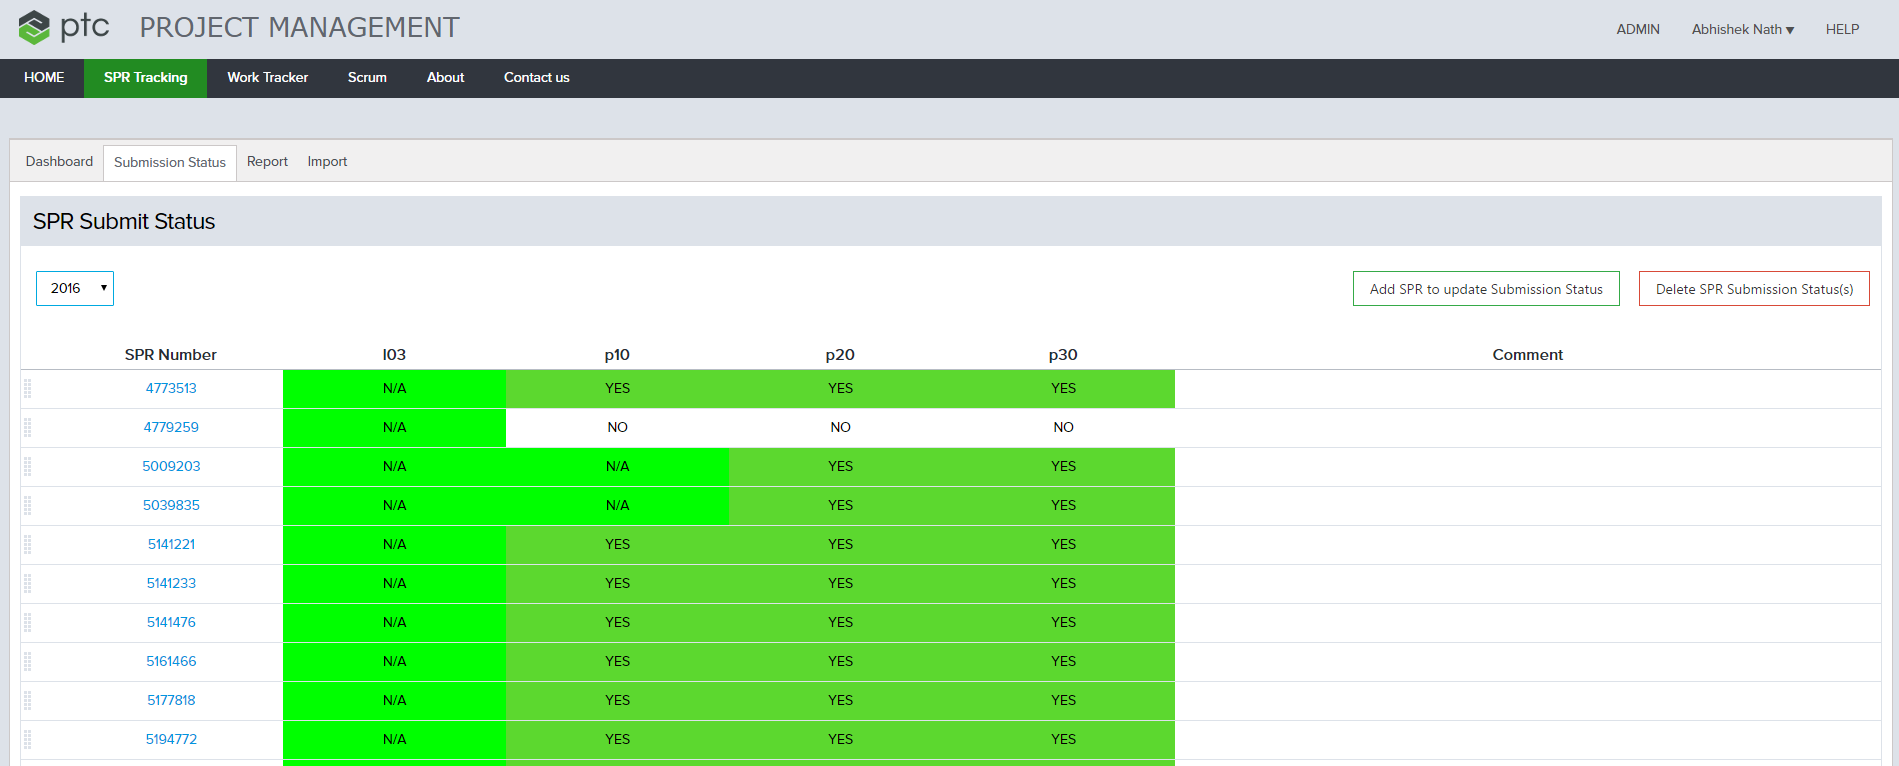 ptc PROJECT MANAGEMENT ADMIN Abhishek Nath ▼ HELP
HOME SPR Tracking Work Tracker Scrum About Contact us
Dashboard Submission Status Report Import
SPR Submit Status
2016 Add SPR to update Submission Status Delete SPR Submission Status(s)
SPR Number I03 p10 p20 p30 Comment
4773513 N/A YES YES YES
4779259 N/A NO NO NO
5009203 N/A N/A YES YES
5039835 N/A N/A YES YES
5141221 N/A YES YES YES
5141233 N/A YES YES YES
5141476 N/A YES YES YES
5161466 N/A YES YES YES
5177818 N/A YES YES YES
5194772 N/A YES YES YES